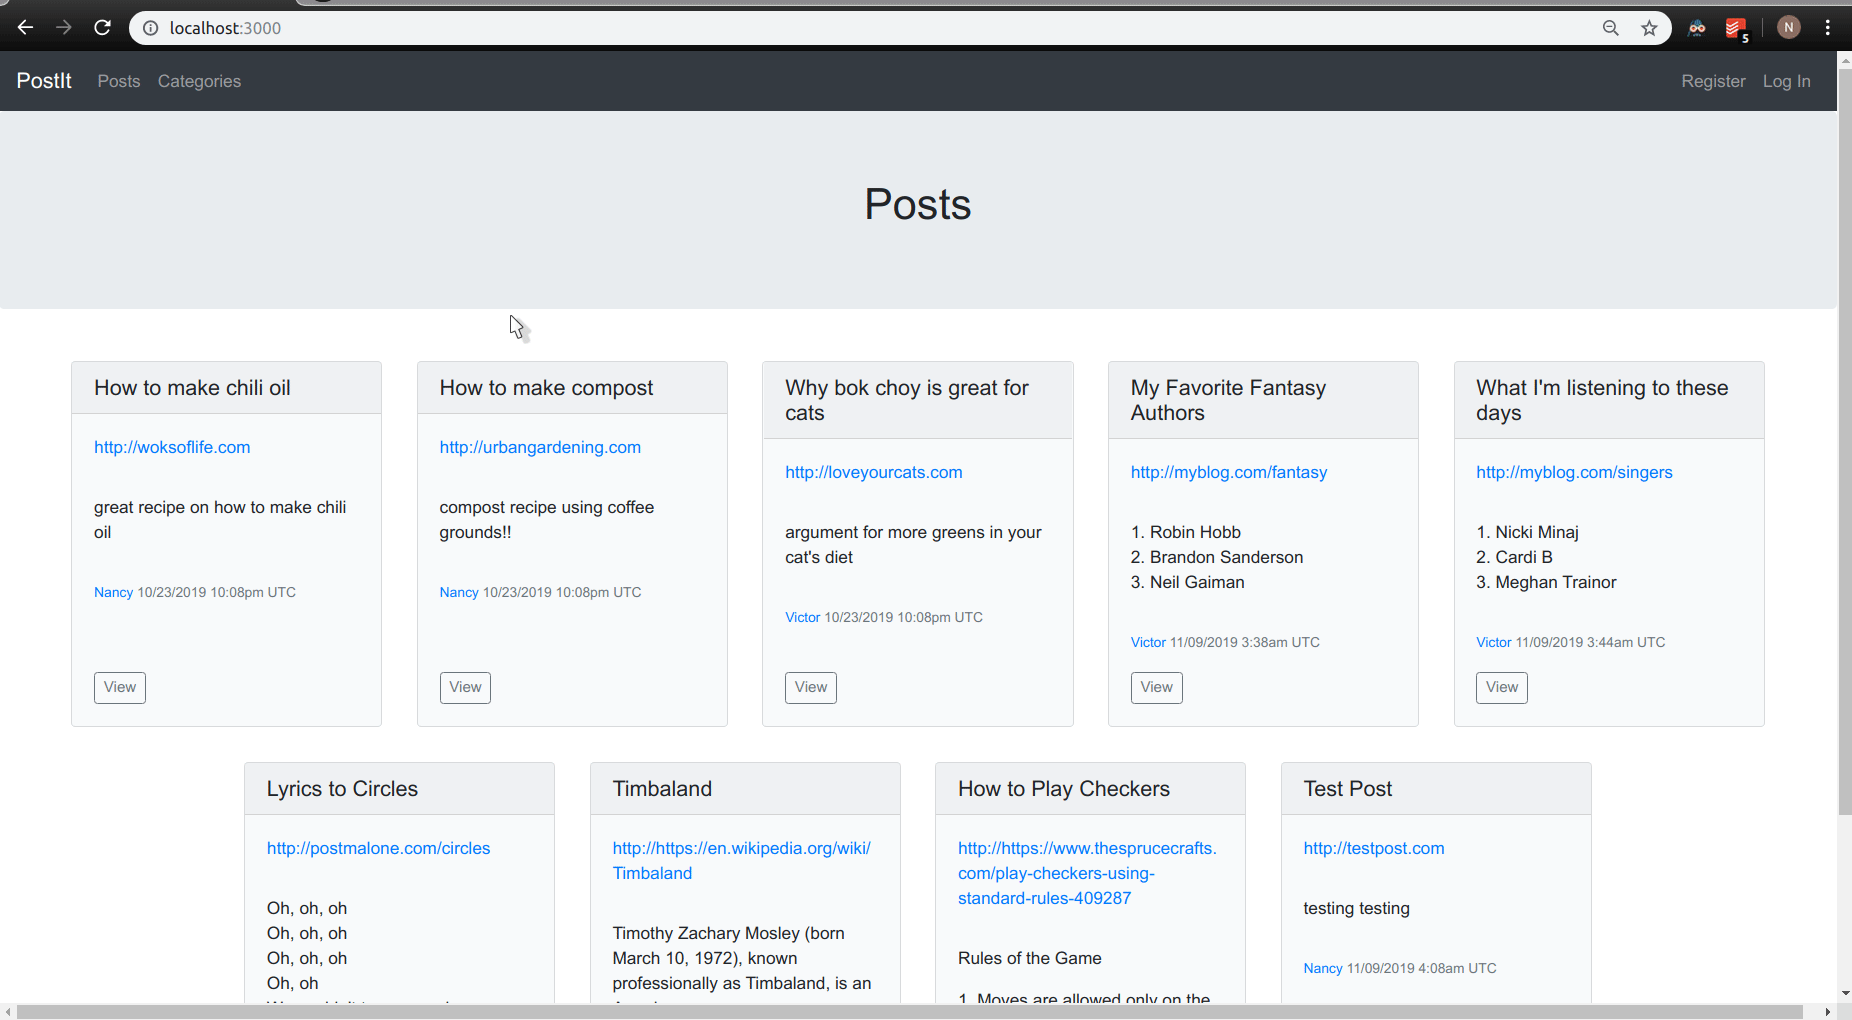 localhost:3000
5
N
PostIt Posts Categories Register Log In
Posts
How to make chili oil
http://woksoflife.com
great recipe on how to make chili
oil
Nancy 10/23/2019 10:08pm UTC
View
How to make compost
http://urbangardening.com
compost recipe using coffee
grounds!!
Nancy 10/23/2019 10:08pm UTC
View
Why bok choy is great for
cats
http://loveyourcats.com
argument for more greens in your
cat's diet
Victor 10/23/2019 10:08pm UTC
View
My Favorite Fantasy
Authors
http://myblog.com/fantasy
1. Robin Hobb
2. Brandon Sanderson
3. Neil Gaiman
Victor 11/09/2019 3:38am UTC
View
What I'm listening to these
days
http://myblog.com/singers
1. Nicki Minaj
2. Cardi B
3. Meghan Trainor
Victor 11/09/2019 3:44am UTC
View
Lyrics to Circles
http://postmalone.com/circles
Oh, oh, oh
Oh, oh, oh
Oh, oh, oh
Oh, oh
Timbaland
http://https://en.wikipedia.org/wiki/
Timbaland
Timothy Zachary Mosley (born
March 10, 1972), known
professionally as Timbaland, is an
How to Play Checkers
http://https://www.thesprucecrafts.
com/play-checkers-using-
standard-rules-409287
Rules of the Game
1. Moves are allowed only on the
Test Post
http://testpost.com
testing testing
Nancy 11/09/2019 4:08am UTC